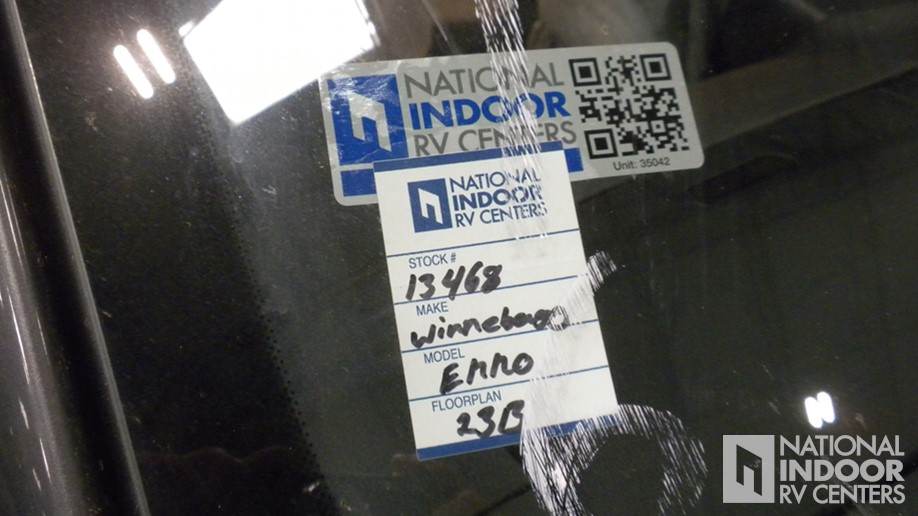 NATIONAL
INDOOR
RV CENTERS
Unit: 35042
NATIONAL
INDOOR
RV CENTERS
STOCK #
13468
MAKE
Winnebago
MODEL
EKKO
FLOORPLAN
23B
NATIONAL
INDOOR
RV CENTERS